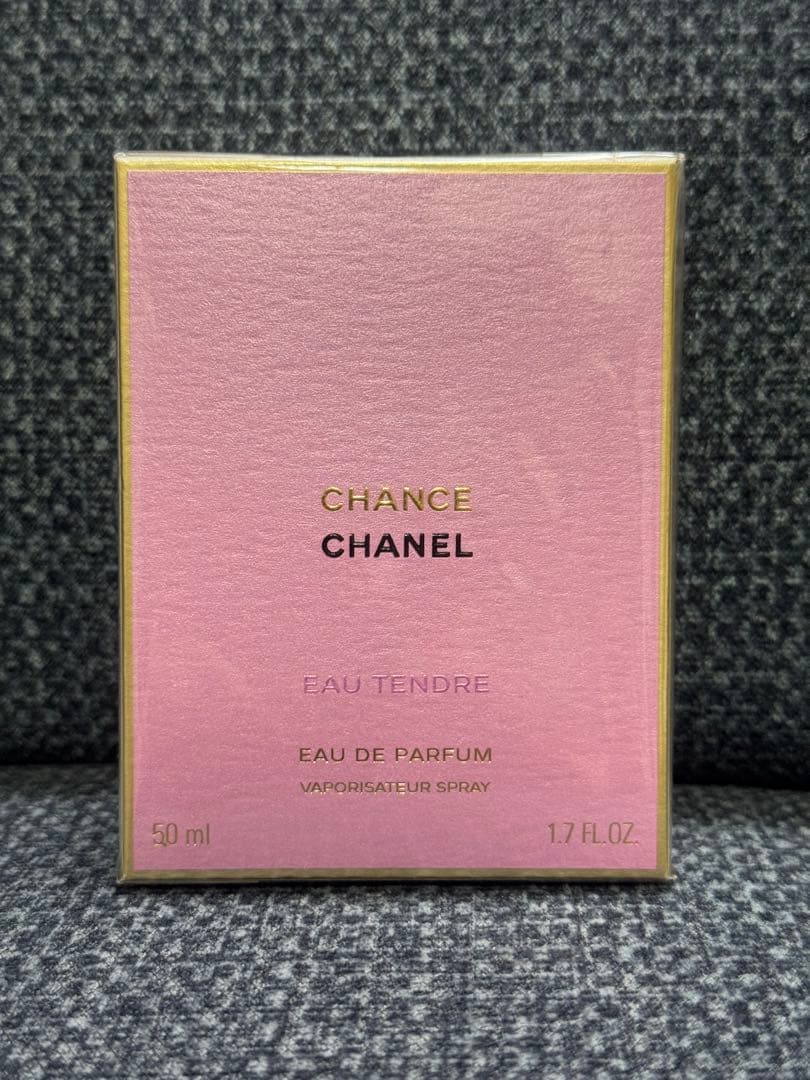 CHANCE
CHANEL
EAU TENDRE
EAU DE PARFUM
VAPORISATEUR SPRAY
50 ml 1.7 FL.OZ.